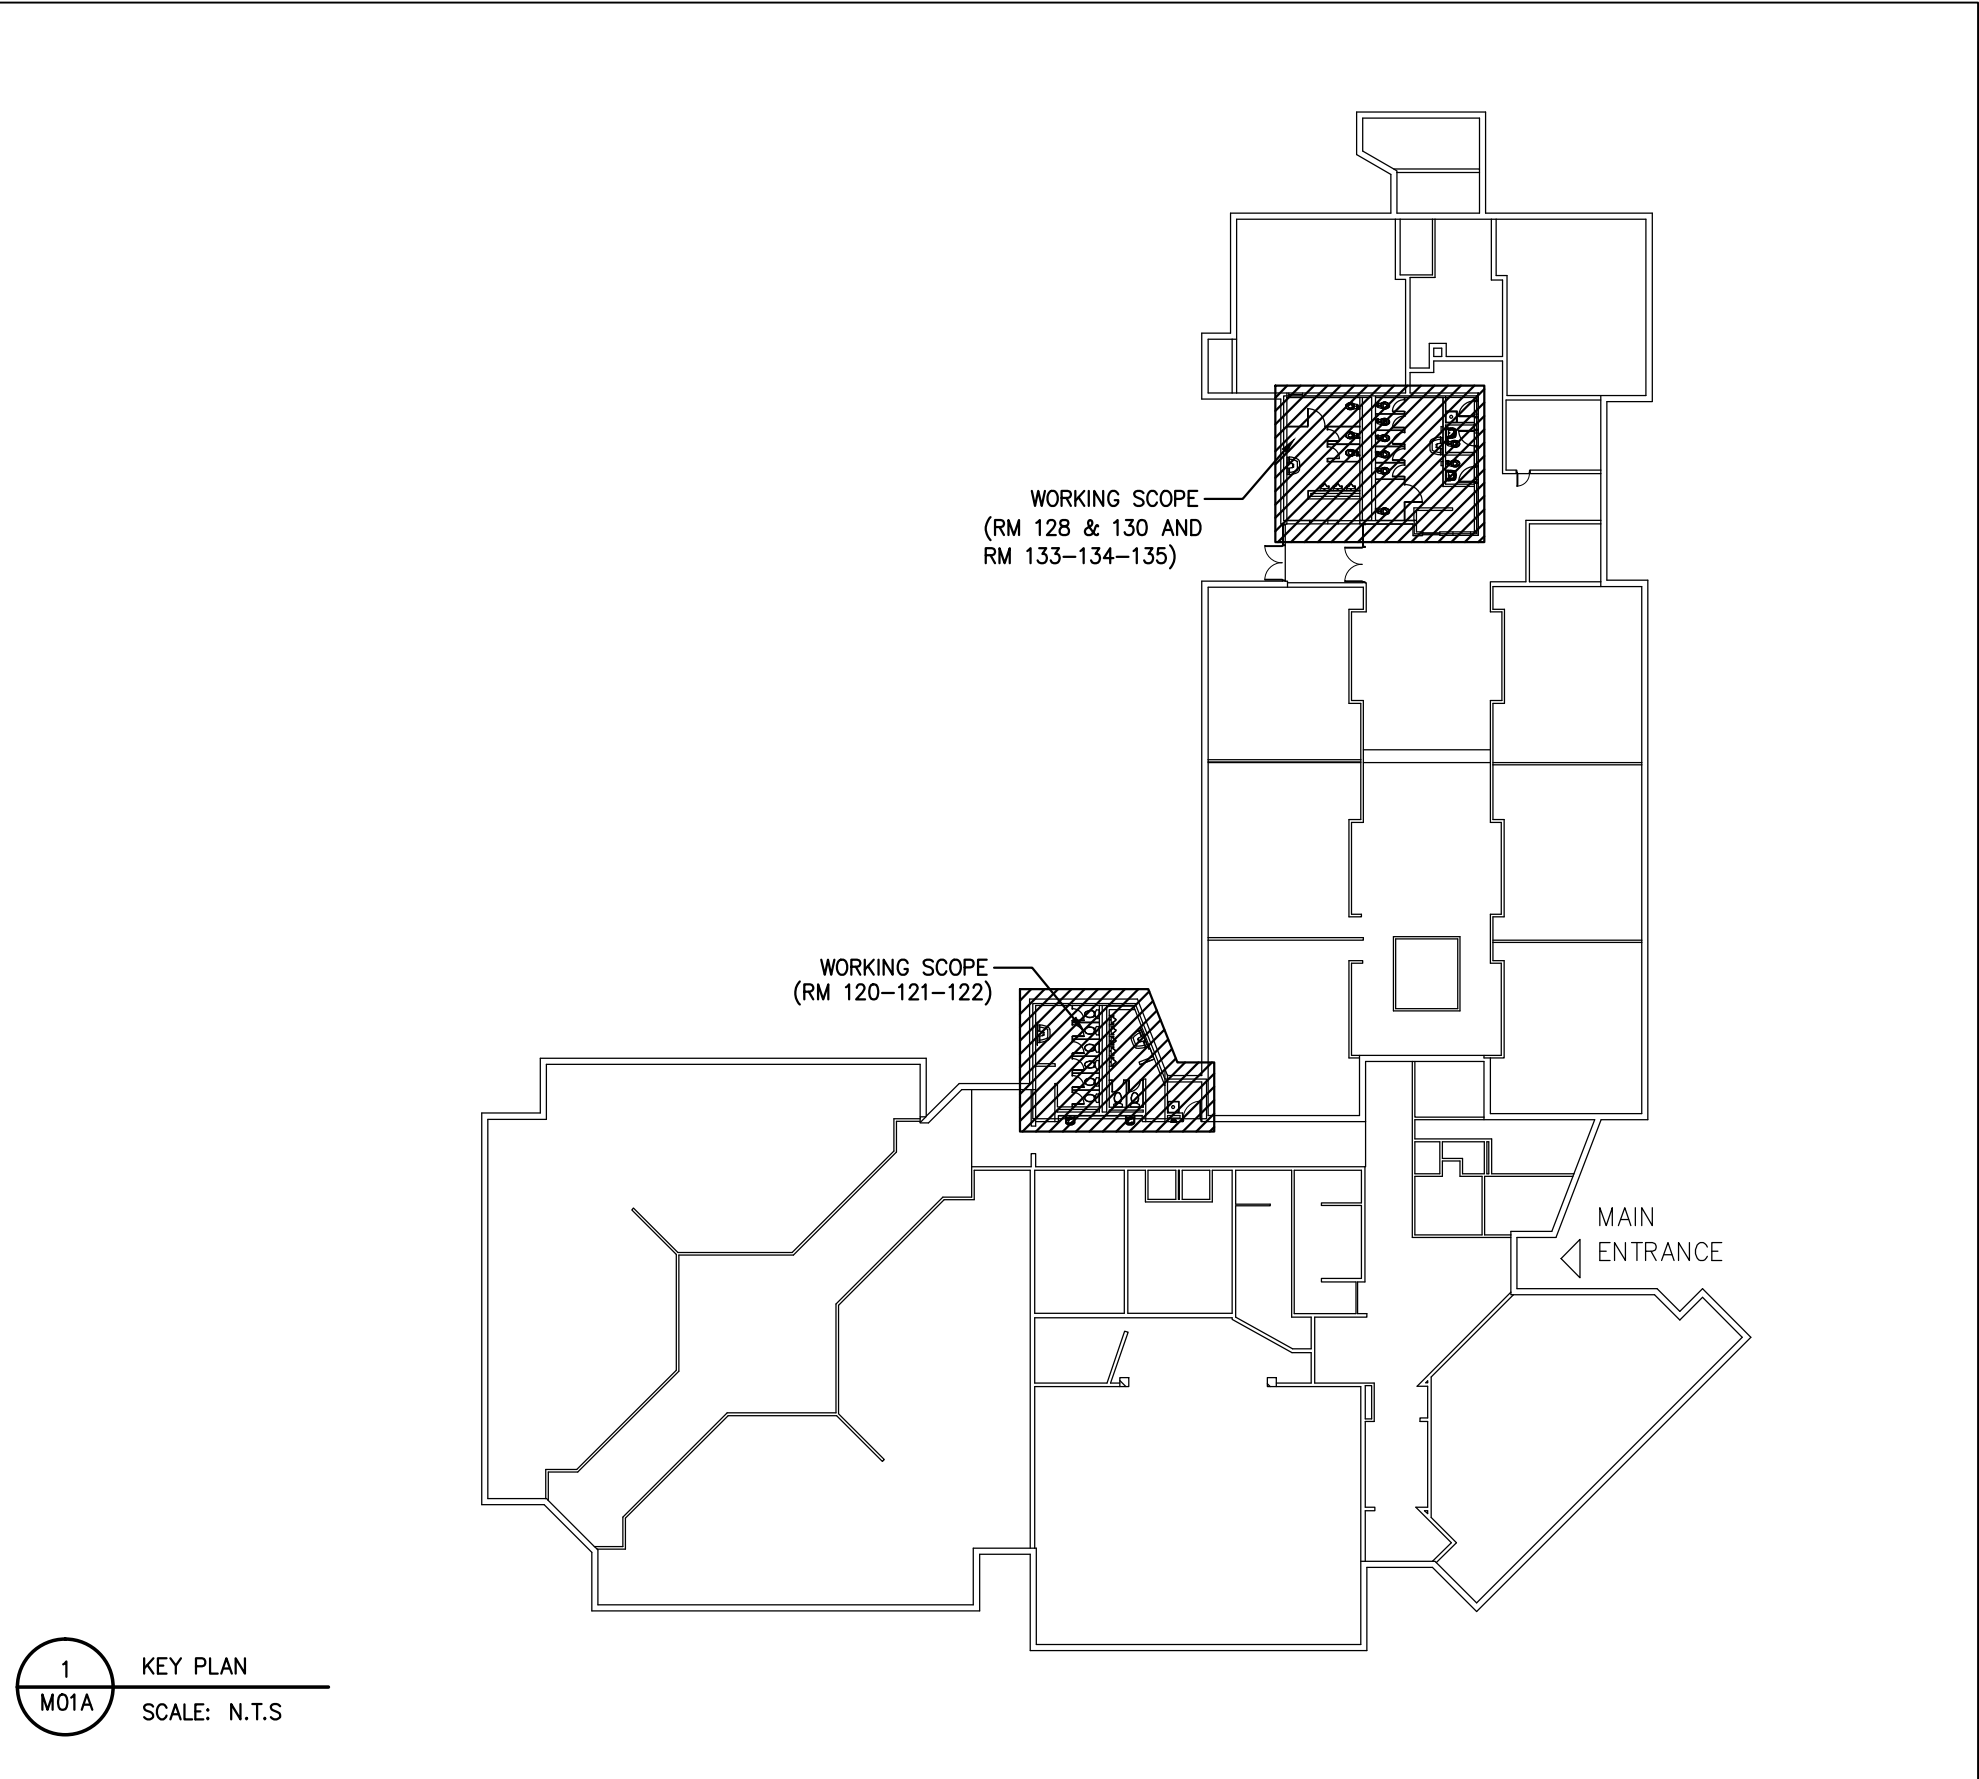 WORKING SCOPE
(RM 128 & 130 AND
RM 133-134-135)
WORKING SCOPE
(RM 120-121-122)
MAIN
ENTRANCE
1
M01A
KEY PLAN
SCALE: N.T.S